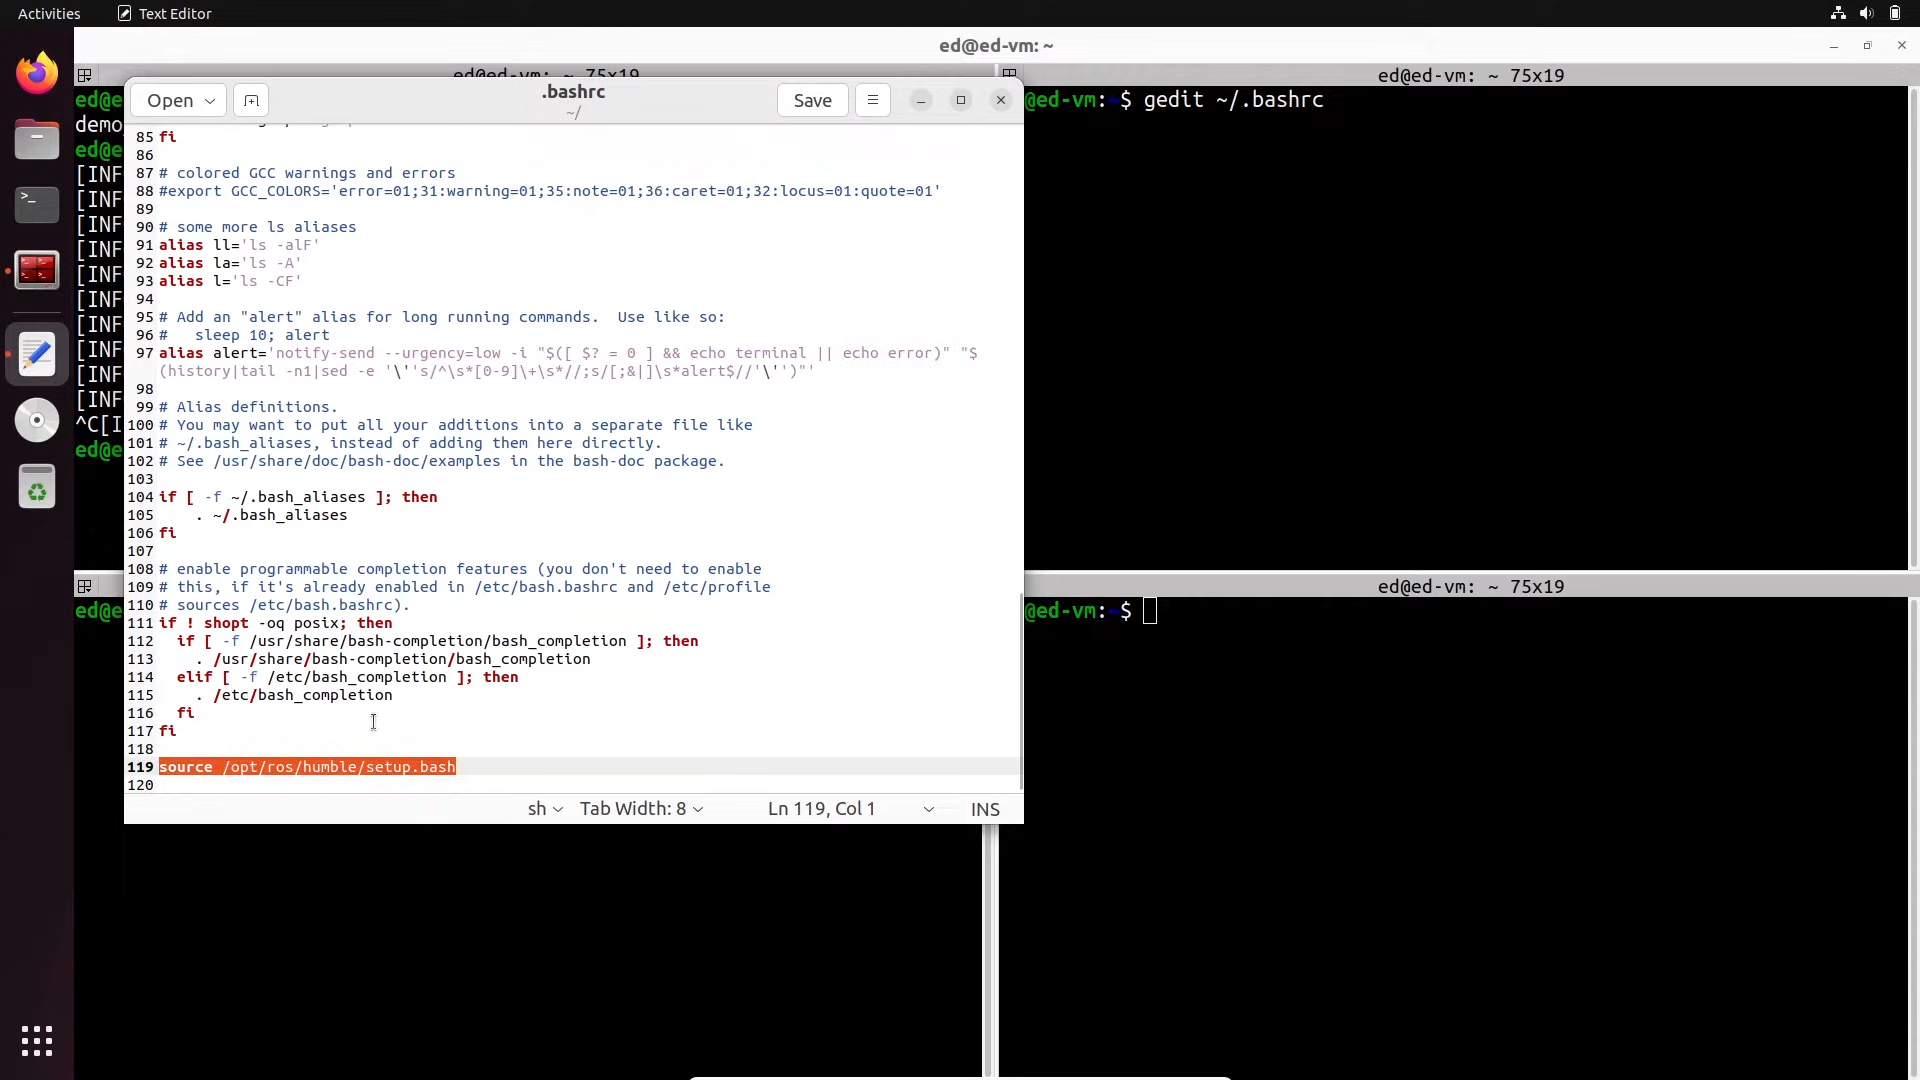 Activities
Text Editor
ed@ed-vm: ~
ed@ed-vm: ~ 75x19
ed@ed-vm: ~ 75x19
ed@e
demo
ed@e
[INF
[INF
[INF
[INF
[INF
[INF
[INF
[INF
[INF
[INF
^C[I
ed@e
Open
.bashrc
~/
Save
85 fi
86
87 # colored GCC warnings and errors
88 #export GCC_COLORS='error=01;31:warning=01;35:note=01;36:caret=01;32:locus=01:quote=01'
89
90 # some more ls aliases
91 alias ll='ls -alF'
92 alias la='ls -A'
93 alias l='ls -CF'
94
95 # Add an "alert" alias for long running commands.  Use like so:
96 #   sleep 10; alert
97 alias alert='notify-send --urgency=low -i "$([ $? = 0 ] && echo terminal || echo error)" "$
(history|tail -n1|sed -e '\''s/^\s*[0-9]\+\s*//;s/[;&|]\s*alert$//'\'')"'
98
99 # Alias definitions.
100 # You may want to put all your additions into a separate file like
101 # ~/.bash_aliases, instead of adding them here directly.
102 # See /usr/share/doc/bash-doc/examples in the bash-doc package.
103
104 if [ -f ~/.bash_aliases ]; then
105     . ~/.bash_aliases
106 fi
107
108 # enable programmable completion features (you don't need to enable
109 # this, if it's already enabled in /etc/bash.bashrc and /etc/profile
110 # sources /etc/bash.bashrc).
111 if ! shopt -oq posix; then
112   if [ -f /usr/share/bash-completion/bash_completion ]; then
113     . /usr/share/bash-completion/bash_completion
114   elif [ -f /etc/bash_completion ]; then
115     . /etc/bash_completion
116   fi
117 fi
118
119 source /opt/ros/humble/setup.bash
120
sh
Tab Width: 8
Ln 119, Col 1
INS
@ed-vm:~$ gedit ~/.bashrc
ed@e
ed@ed-vm: ~ 75x19
@ed-vm:~$